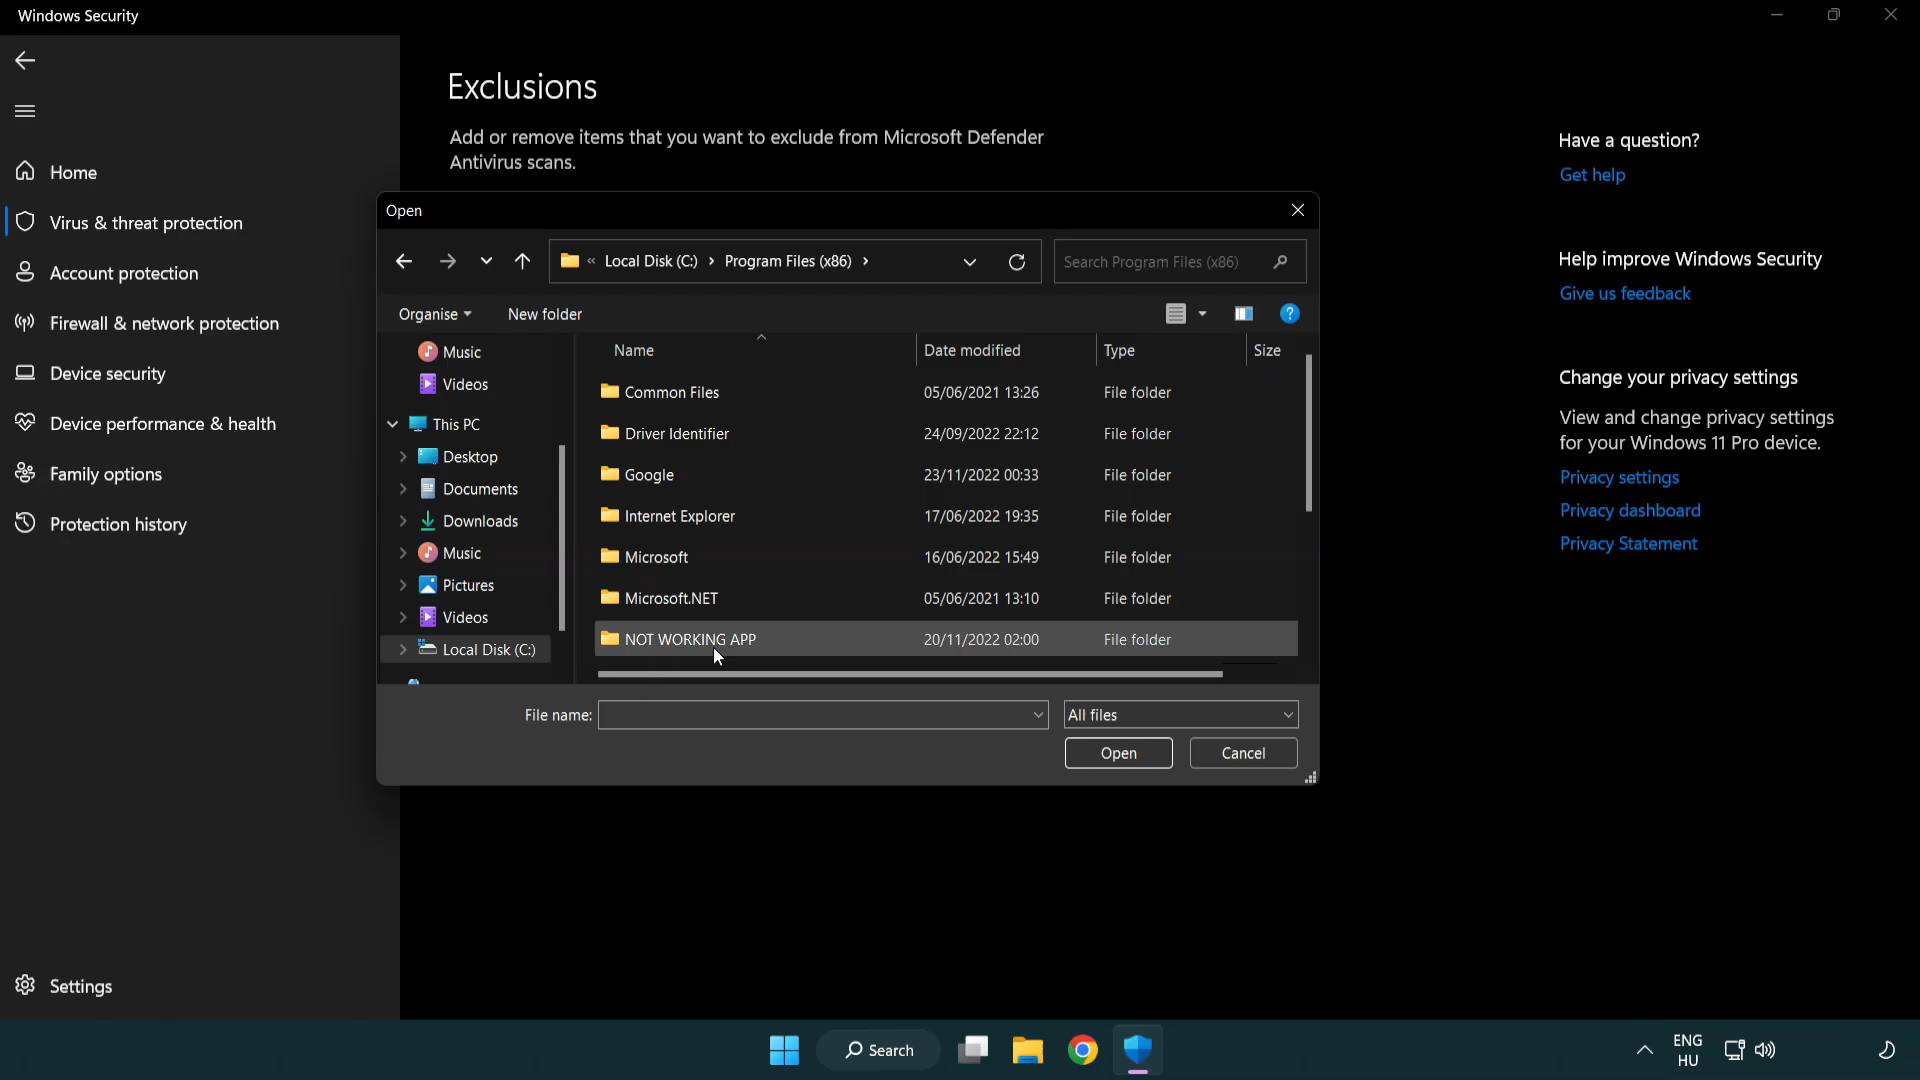 Windows Security
Home
Virus & threat protection
Account protection
Firewall & network protection
Device security
Device performance & health
Family options
Protection history
Settings
Exclusions
Add or remove items that you want to exclude from Microsoft Defender
Antivirus scans.
Open
« Local Disk (C:) › Program Files (x86) ›
Search Program Files (x86)
Organise
New folder
?
Music
Videos
This PC
Desktop
Documents
Downloads
Music
Pictures
Videos
Local Disk (C:)
Name Date modified Type Size
Common Files 05/06/2021 13:26 File folder
Driver Identifier 24/09/2022 22:12 File folder
Google 23/11/2022 00:33 File folder
Internet Explorer 17/06/2022 19:35 File folder
Microsoft 16/06/2022 15:49 File folder
Microsoft.NET 05/06/2021 13:10 File folder
NOT WORKING APP 20/11/2022 02:00 File folder
File name:
All files
Open
Cancel
Have a question?
Get help
Help improve Windows Security
Give us feedback
Change your privacy settings
View and change privacy settings
for your Windows 11 Pro device.
Privacy settings
Privacy dashboard
Privacy Statement
Search
ENG
HU